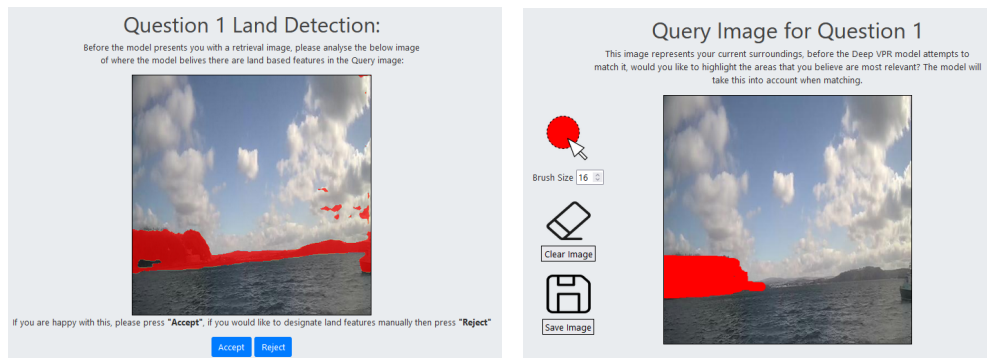 Question 1 Land Detection:
Before the model presents you with a retrieval image, please analyse the below image
of where the model belives there are land based features in the Query image:
If you are happy with this, please press "Accept", if you would like to designate land features manually then press "Reject"
Accept
Reject
Query Image for Question 1
This image represents your current surroundings, before the Deep VPR model attempts to
match it, would you like to highlight the areas that you believe are most relevant? The model will
take this into account when matching.
Brush Size 16
Clear Image
Save Image